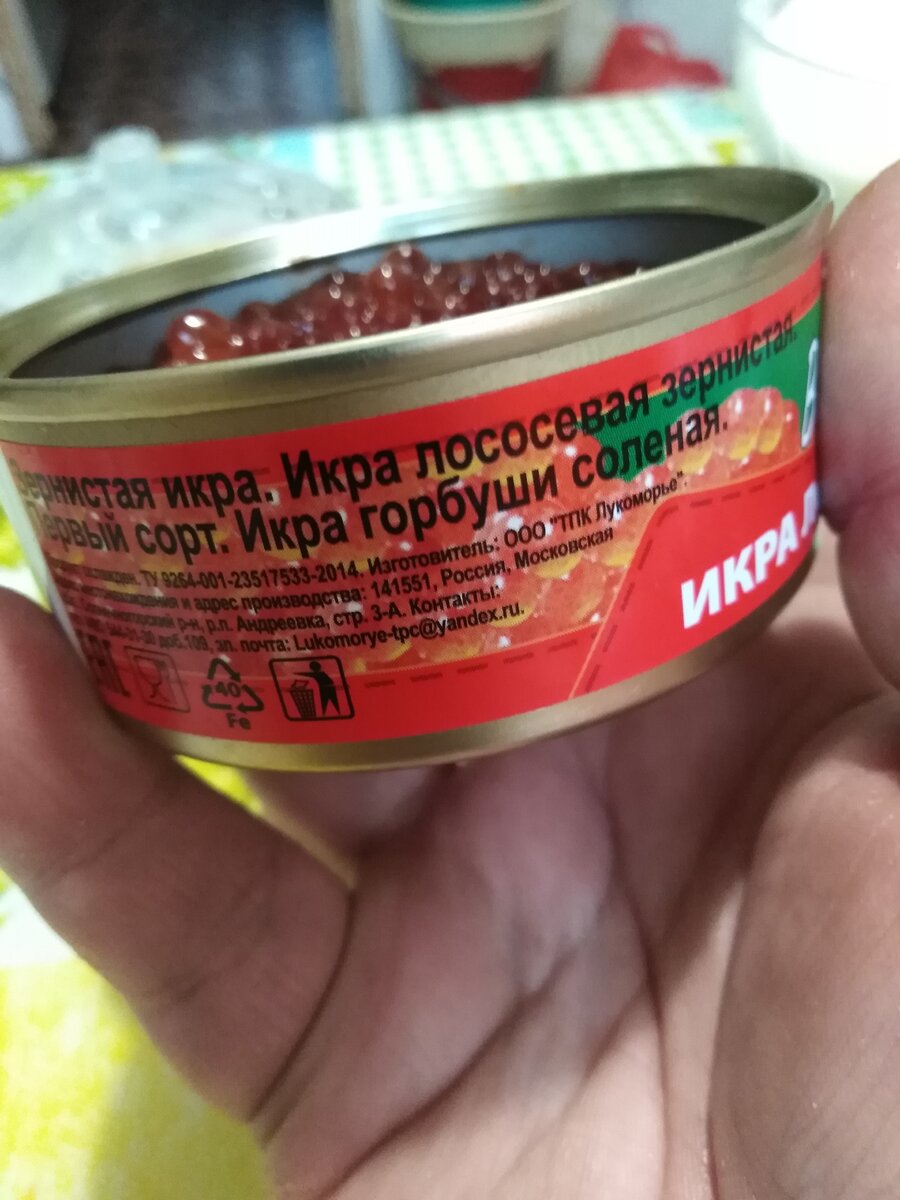 Зернистая икра. Икра лососевая зернистая.
Первый сорт. Икра горбуши соленая.
ТУ 9264-001-23517533-2014. Изготовитель: ООО "ТПК Лукоморье".
и адрес производства: 141551, Россия, Московская
р-н, р.п. Андреевка, стр. 3-А. Контакты:
доб.109, эл. почта: Lukomorye-tpc@yandex.ru.
ИКРА
40
Fe